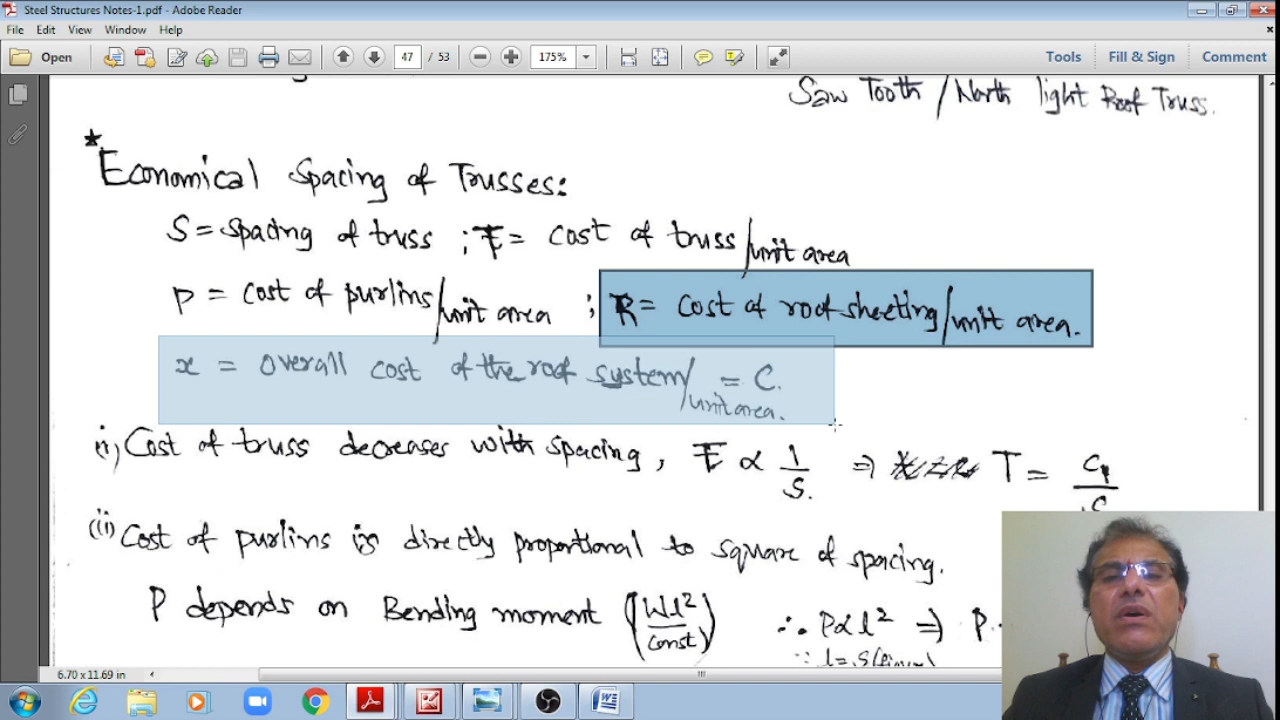 Steel Structures Notes-1.pdf - Adobe Reader
File Edit View Window Help
Open 47 / 53 175% Tools Fill & Sign Comment
Saw Tooth / North light Roof Truss.
* Economical Spacing of Trusses:
S = spacing of truss ; T = cost of truss/unit area
P = cost of purlins/unit area ; R = cost of roof sheeting/unit area.
x = overall cost of the roof system/unit area. = C.
(i) Cost of truss decreases with spacing, T ∝ 1/S. ⇒ T = C1/S
(ii) Cost of purlins is directly proportional to square of spacing.
P depends on Bending moment (Wl²/const) ∴ P∝l² ⇒ P
∵ l=S
6.70 x 11.69 in